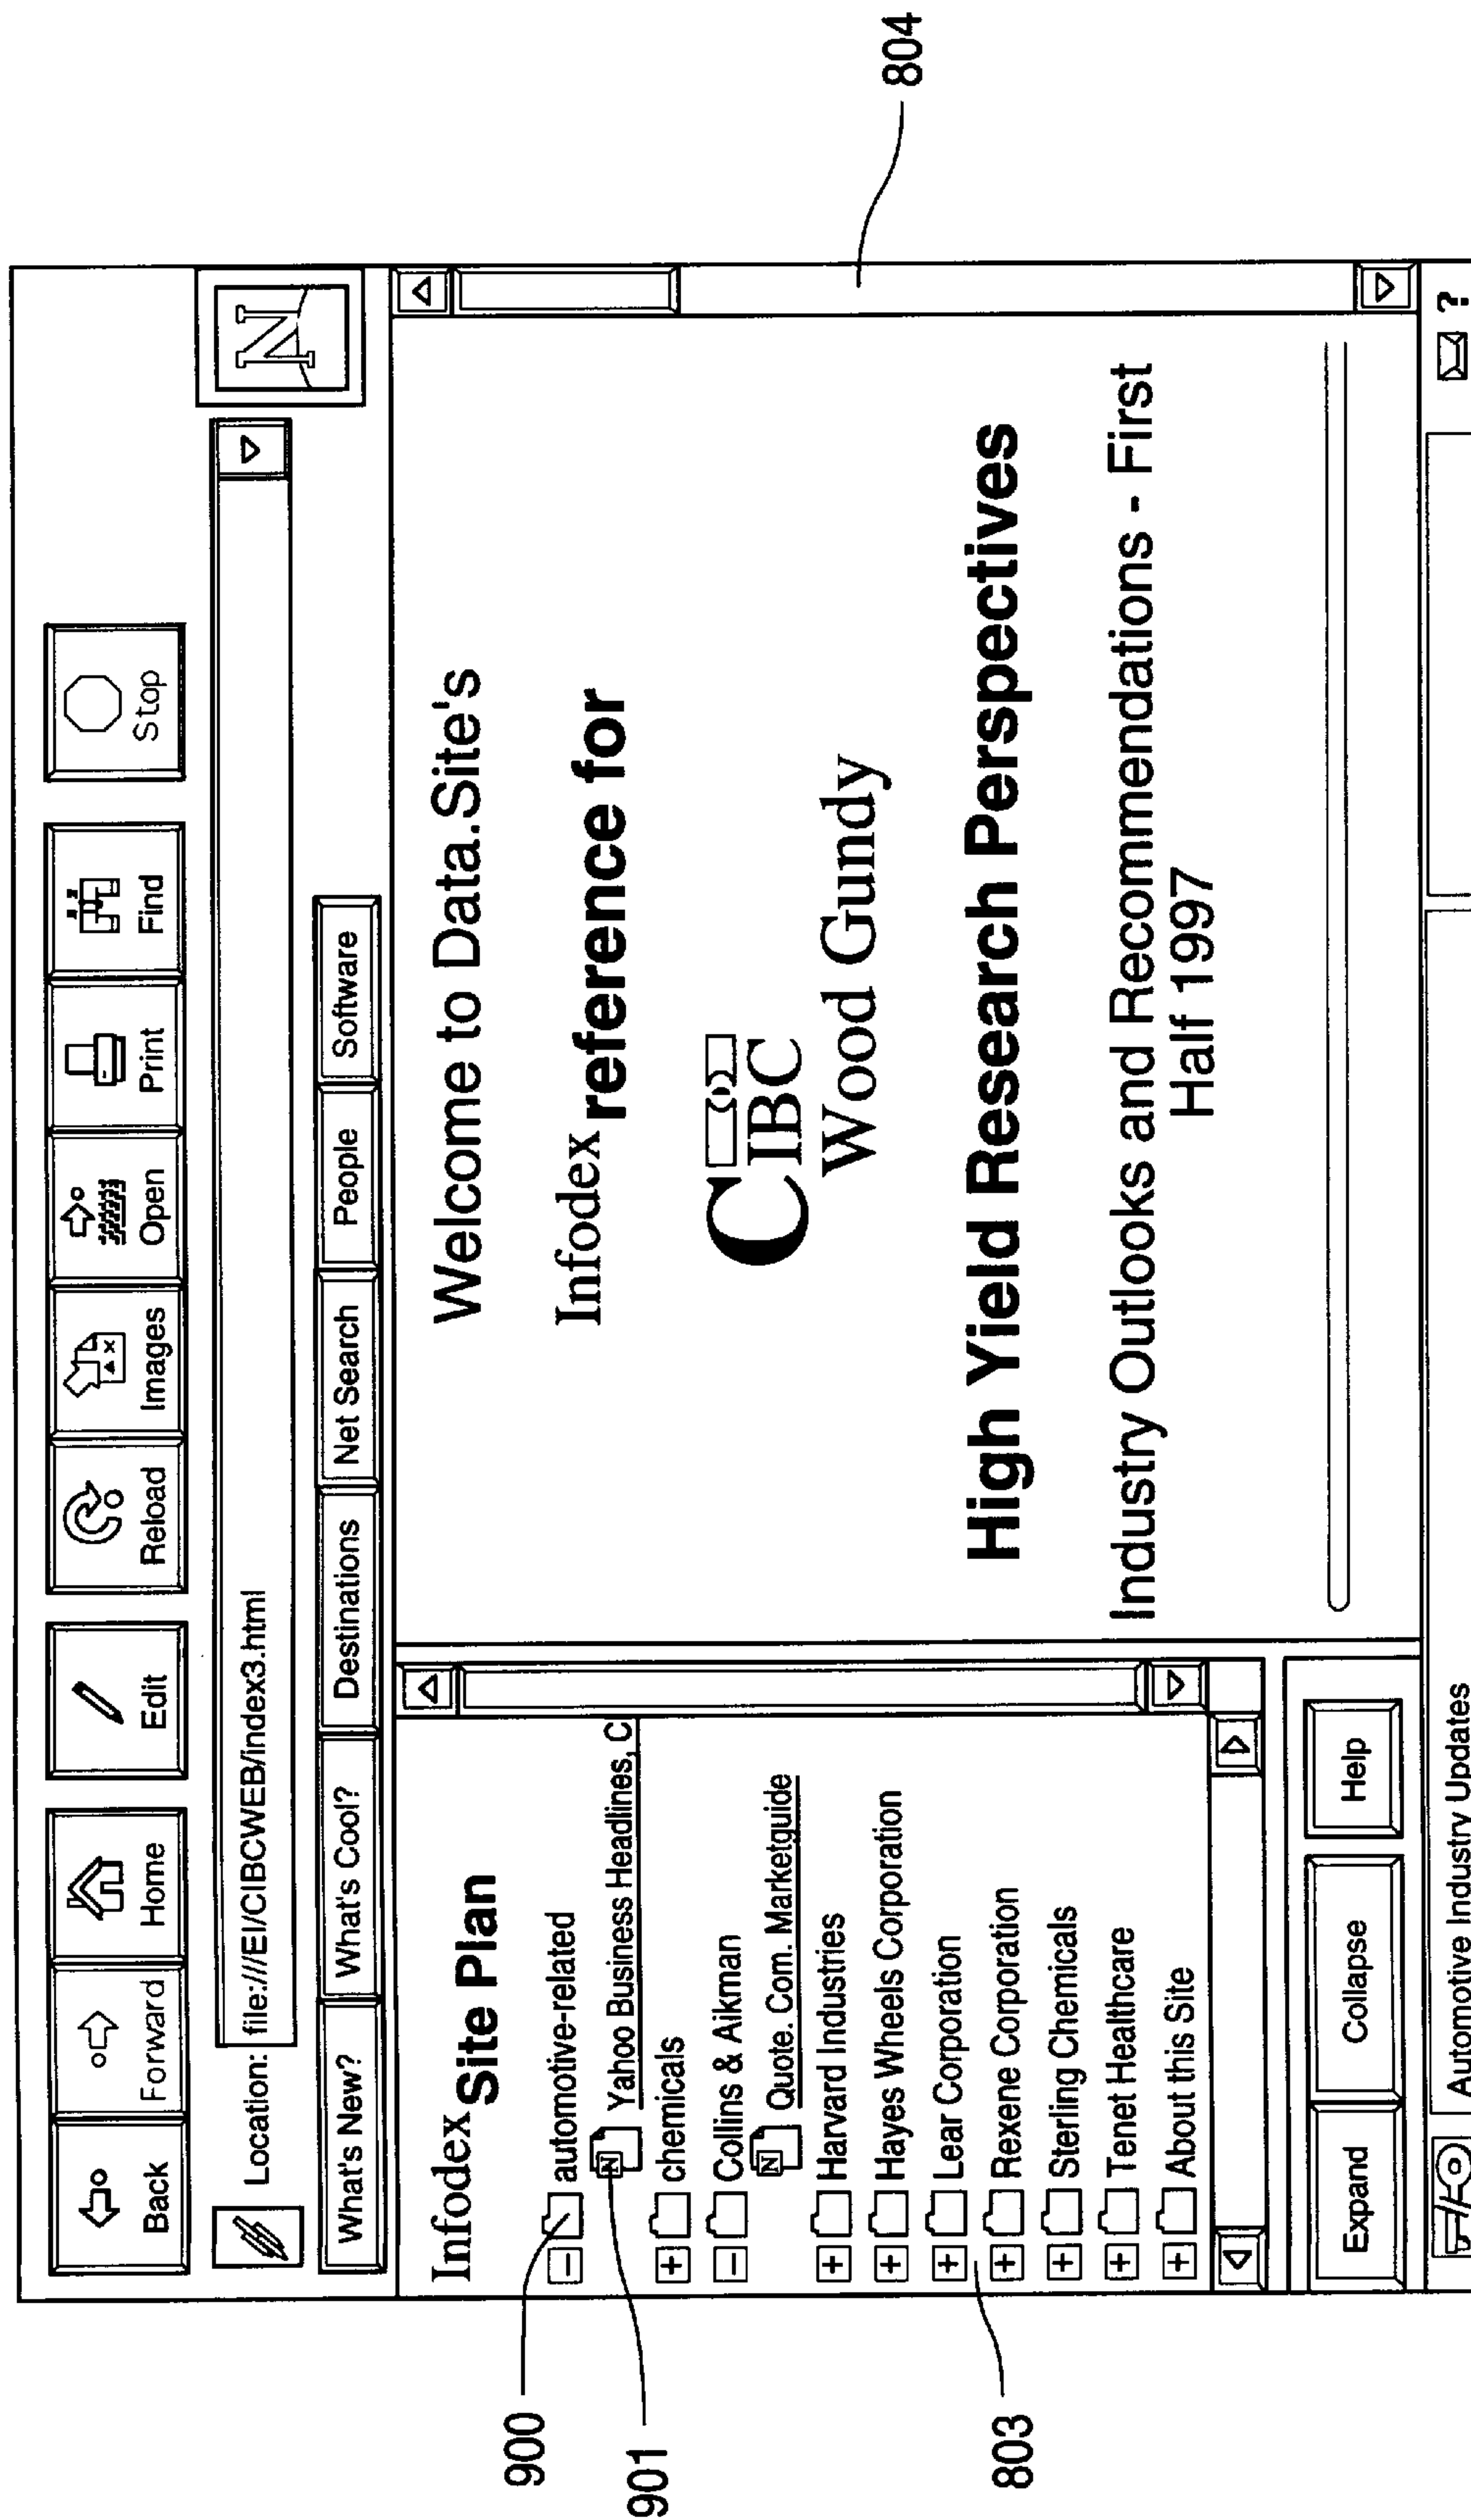 Back Forward Home Edit Reload Images Open Print Find Stop
Location: file:///EI/CIBCWEB/index3.html
N
What's New? What's Cool? Destinations Net Search People Software
Infodex Site Plan
automotive-related
Yahoo Business Headlines, C
chemicals
Collins & Aikman
Quote. Com. Marketguide
Harvard Industries
Hayes Wheels Corporation
Lear Corporation
Rexene Corporation
Sterling Chemicals
Tenet Healthcare
About this Site
Expand Collapse Help
Welcome to Data.Site's
Infodex reference for
CIBC
Wood Gundy
High Yield Research Perspectives
Industry Outlooks and Recommendations - First
Half 1997
Automotive Industry Updates
?
900
901
803
804